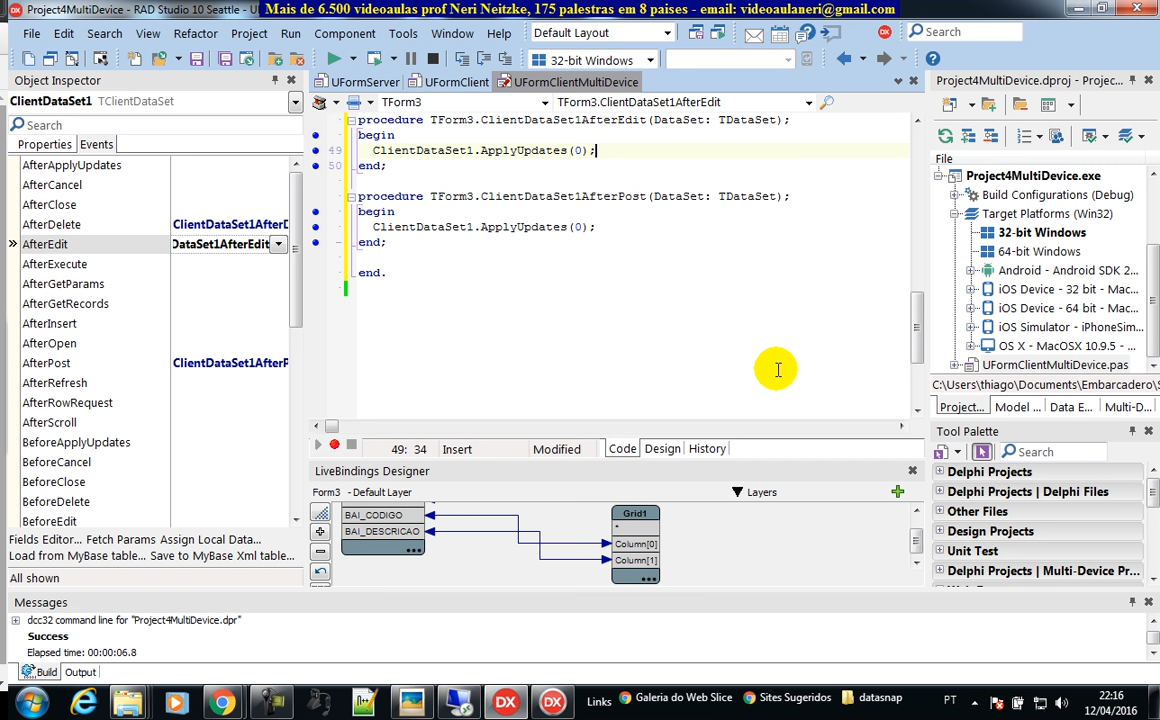 Project4MultiDevice - RAD Studio 10 Seattle - U
Mais de 6.500 videoaulas prof Neri Neitzke, 175 palestras em 8 paises - email: videoaulaneri@gmail.com
File Edit Search View Refactor Project Run Component Tools Window Help Default Layout Search
32-bit Windows
Object Inspector
UFormServer UFormClient UFormClientMultiDevice
Project4MultiDevice.dproj - Projec...
ClientDataSet1 TClientDataSet
TForm3 TForm3.ClientDataSet1AfterEdit
Search
Properties Events
procedure TForm3.ClientDataSet1AfterEdit(DataSet: TDataSet);
begin
49 ClientDataSet1.ApplyUpdates(0);
50 end;
procedure TForm3.ClientDataSet1AfterPost(DataSet: TDataSet);
begin
ClientDataSet1.ApplyUpdates(0);
end;
end.
AfterApplyUpdates
AfterCancel
AfterClose
AfterDelete ClientDataSet1AfterD
AfterEdit DataSet1AfterEdit
AfterExecute
AfterGetParams
AfterGetRecords
AfterInsert
AfterOpen
AfterPost ClientDataSet1AfterP
AfterRefresh
AfterRowRequest
AfterScroll
BeforeApplyUpdates
BeforeCancel
BeforeClose
BeforeDelete
BeforeEdit
Fields Editor... Fetch Params Assign Local Data...
Load from MyBase table... Save to MyBase Xml table...
All shown
49: 34 Insert Modified Code Design History
LiveBindings Designer
Form3 - Default Layer Layers
BAI_CODIGO
BAI_DESCRICAO
Grid1
*
Column[0]
Column[1]
File
Project4MultiDevice.exe
Build Configurations (Debug)
Target Platforms (Win32)
32-bit Windows
64-bit Windows
Android - Android SDK 2...
iOS Device - 32 bit - Mac...
iOS Device - 64 bit - Mac...
iOS Simulator - iPhoneSim...
OS X - MacOSX 10.9.5 - ...
UFormClientMultiDevice.pas
C:\Users\thiago\Documents\Embarcadero\S
Project... Model ... Data E... Multi-D...
Tool Palette
Search
Delphi Projects
Delphi Projects | Delphi Files
Other Files
Design Projects
Unit Test
Delphi Projects | Multi-Device Pr...
Messages
dcc32 command line for "Project4MultiDevice.dpr"
Success
Elapsed time: 00:00:06.8
Build Output
Links Galeria do Web Slice Sites Sugeridos datasnap PT 22:16
12/04/2016